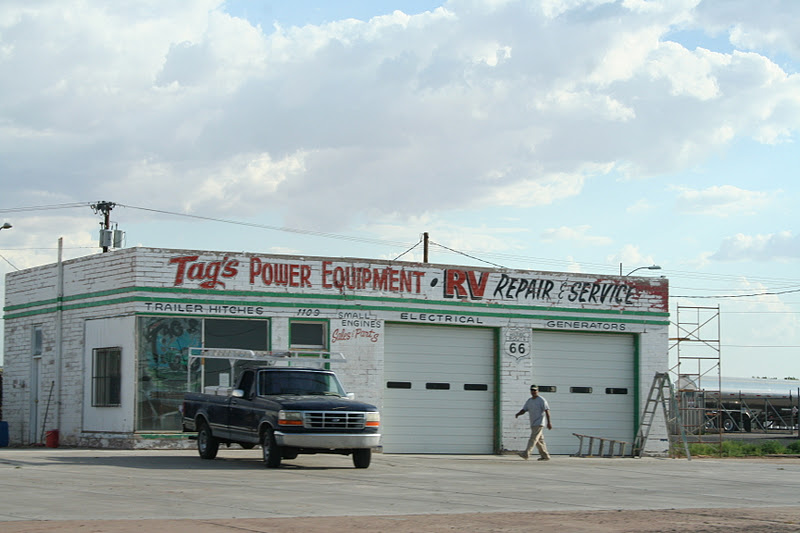 Tag's Power Equipment • RV Repair & Service
TRAILER HITCHES
1109
SMALL ENGINES
Sales/Parts
ELECTRICAL
GENERATORS
66